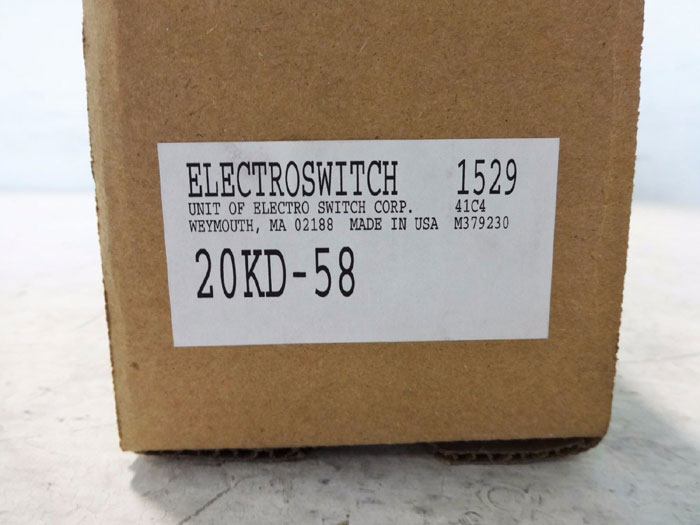 ELECTROSWITCH 1529
UNIT OF ELECTRO SWITCH CORP. 41C4
WEYMOUTH, MA 02188 MADE IN USA M379230
20KD-58